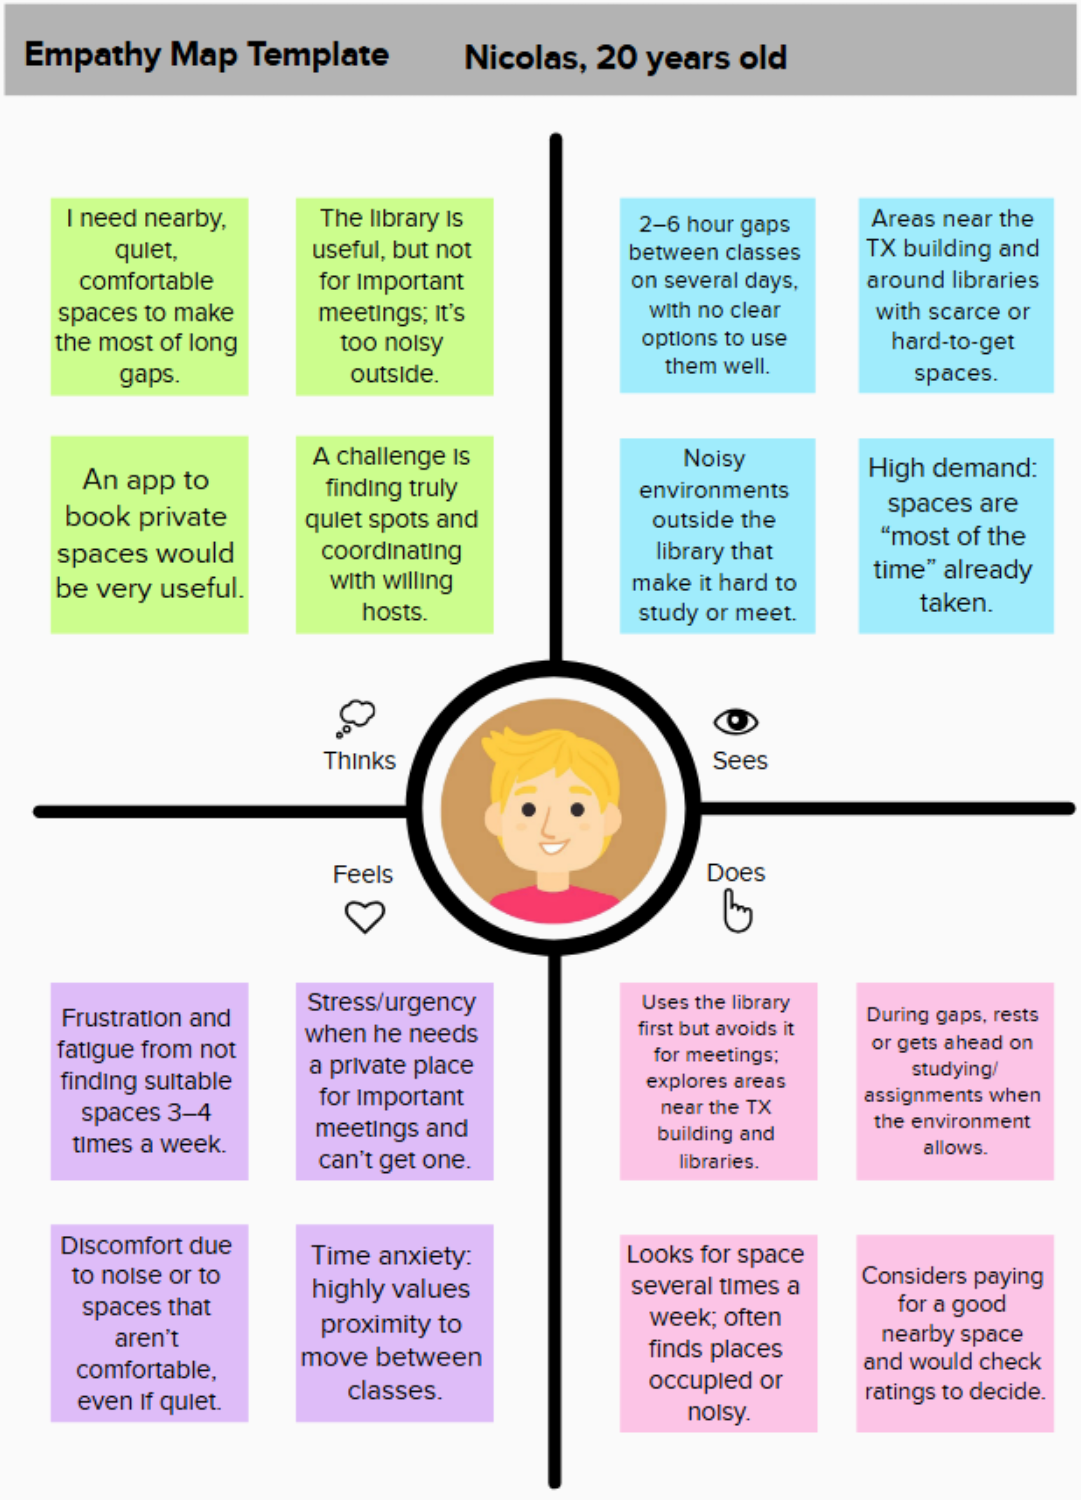 Empathy Map Template
Nicolas, 20 years old
I need nearby,
quiet,
comfortable
spaces to make
the most of long
gaps.
The library is
useful, but not
for important
meetings; it's
too noisy
outside.
An app to
book private
spaces would
be very useful.
A challenge is
finding truly
quiet spots and
coordinating
with willing
hosts.
Thinks
2–6 hour gaps
between classes
on several days,
with no clear
options to use
them well.
Areas near the
TX building and
around libraries
with scarce or
hard-to-get
spaces.
Noisy
environments
outside the
library that
make it hard to
study or meet.
High demand:
spaces are
“most of the
time” already
taken.
Sees
Feels
Frustration and
fatigue from not
finding suitable
spaces 3–4
times a week.
Stress/urgency
when he needs
a private place
for important
meetings and
can't get one.
Discomfort due
to noise or to
spaces that
aren't
comfortable,
even if quiet.
Time anxiety:
highly values
proximity to
move between
classes.
Does
Uses the library
first but avoids it
for meetings;
explores areas
near the TX
building and
libraries.
During gaps, rests
or gets ahead on
studying/
assignments when
the environment
allows.
Looks for space
several times a
week; often
finds places
occupied or
noisy.
Considers paying
for a good
nearby space
and would check
ratings to decide.